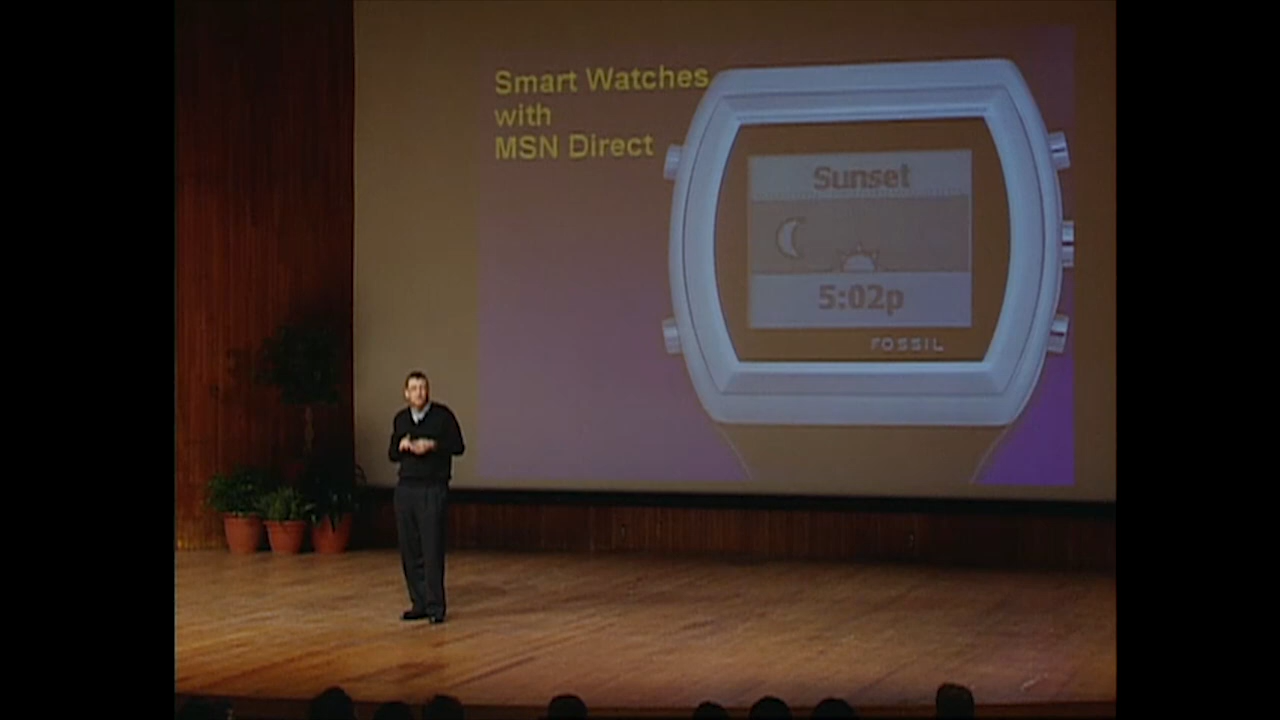 Smart Watches
with
MSN Direct
Sunset
5:02p
FOSSIL